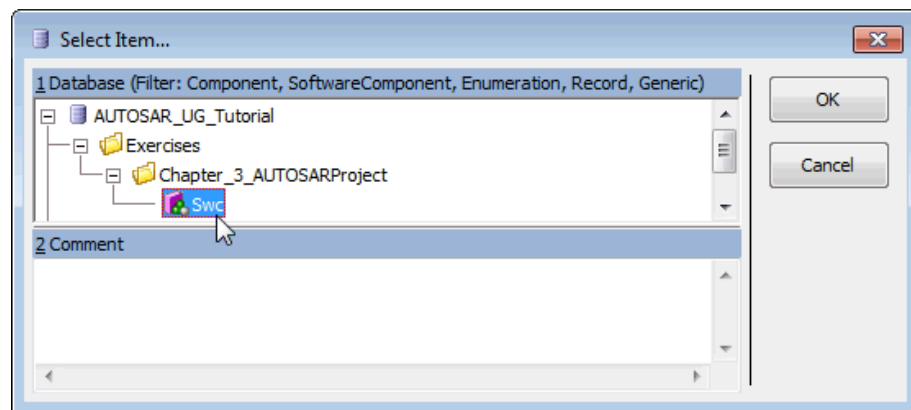 Select Item...
1 Database (Filter: Component, SoftwareComponent, Enumeration, Record, Generic)
AUTOSAR_UG_Tutorial
Exercises
Chapter_3_AUTOSARProject
Swc
OK
Cancel
2 Comment